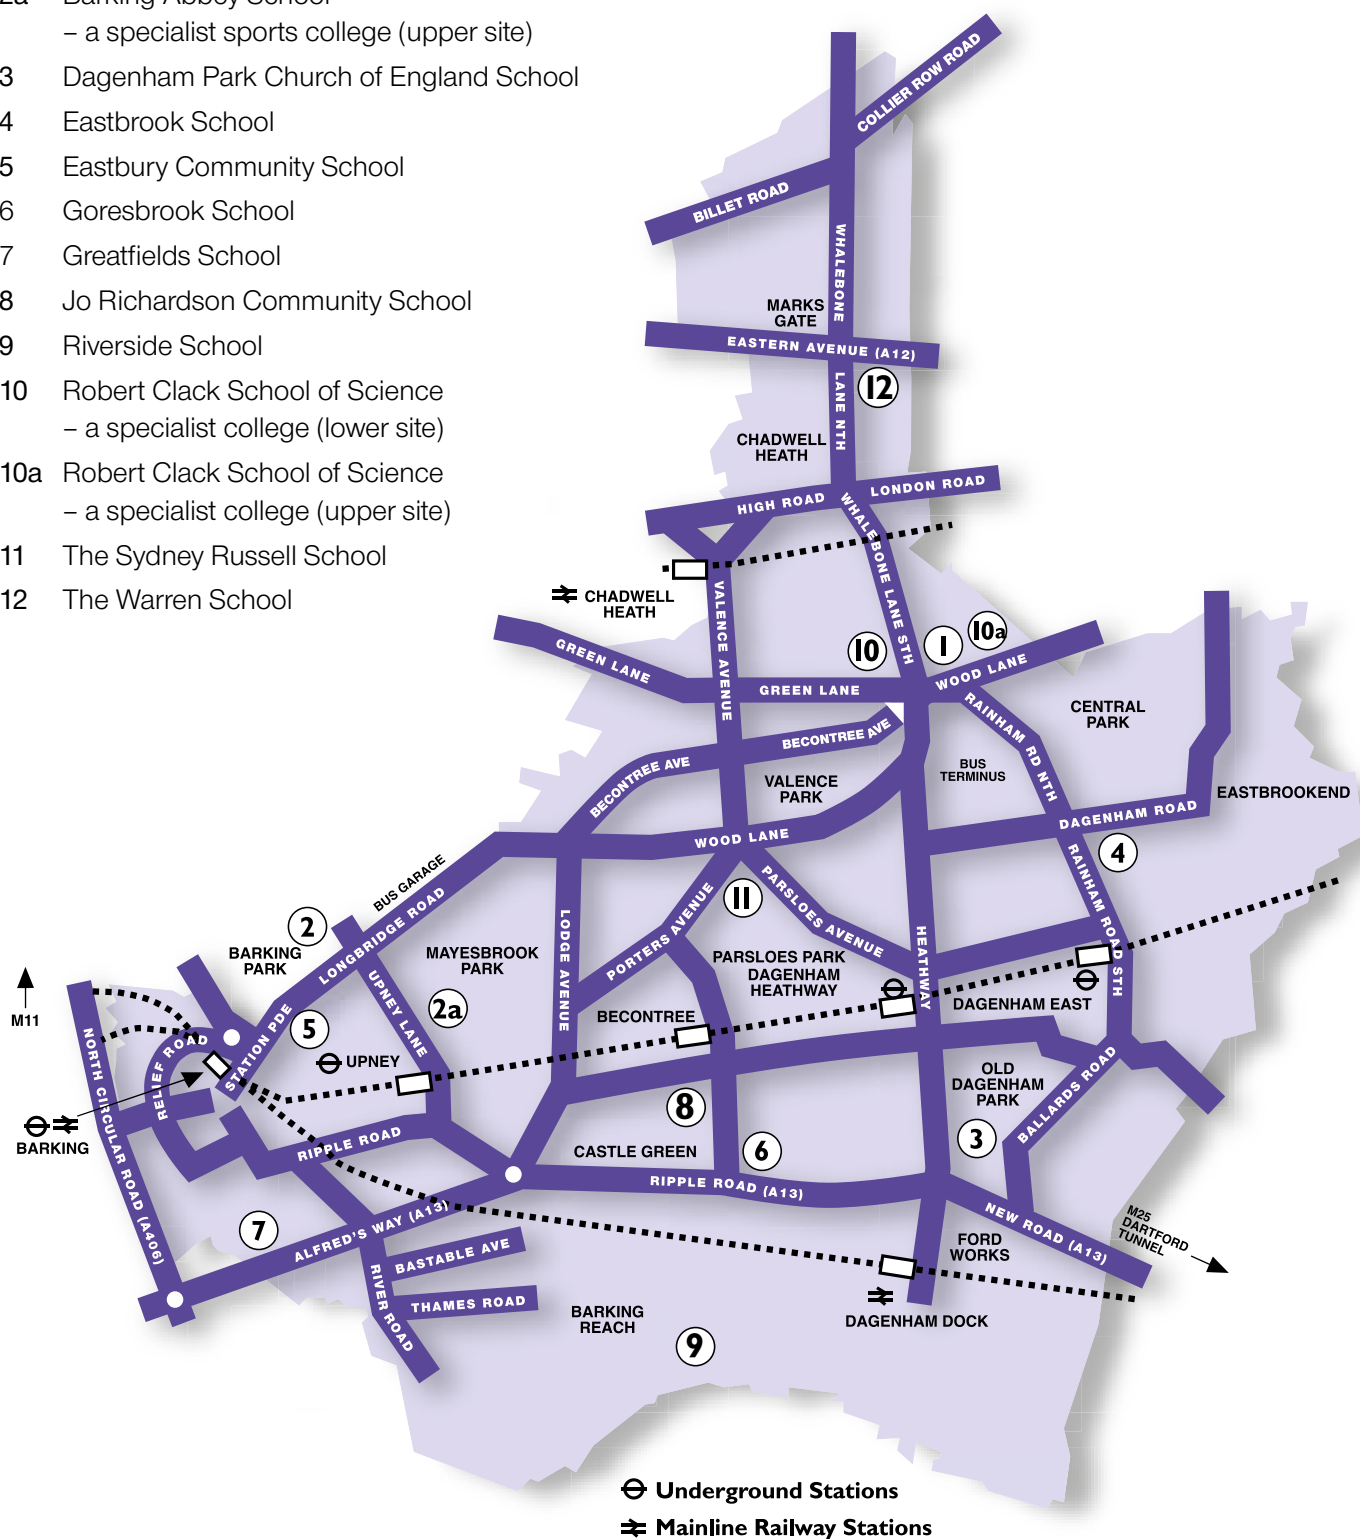 2a Barking Abbey School
– a specialist sports college (upper site)
3 Dagenham Park Church of England School
4 Eastbrook School
5 Eastbury Community School
6 Goresbrook School
7 Greatfields School
8 Jo Richardson Community School
9 Riverside School
10 Robert Clack School of Science
– a specialist college (lower site)
10a Robert Clack School of Science
– a specialist college (upper site)
11 The Sydney Russell School
12 The Warren School
COLLIER ROW ROAD
BILLET ROAD
WHALEBONE
LANE NTH
MARKS
GATE
EASTERN AVENUE (A12)
12
CHADWELL
HEATH
HIGH ROAD
LONDON ROAD
WHALEBONE LANE STH
CHADWELL
HEATH
VALENCE AVENUE
GREEN LANE
GREEN LANE
10
1
10a
WOOD LANE
RAINHAM RD NTH
CENTRAL
PARK
BECONTREE AVE
BECONTREE AVE
BUS
TERMINUS
VALENCE
PARK
EASTBROOKEND
DAGENHAM ROAD
WOOD LANE
4
RAINHAM ROAD STH
BUS GARAGE
LONGBRIDGE ROAD
11
PARSLOES AVENUE
PORTERS AVENUE
LODGE AVENUE
HEATHWAY
2
BARKING
PARK
MAYESBROOK
PARK
UPNEY LANE
2a
PARSLOES PARK
DAGENHAM
HEATHWAY
DAGENHAM EAST
BECONTREE
M11
NORTH CIRCULAR ROAD (A406)
RELIEF ROAD
STATION PDE
5
UPNEY
BARKING
OLD
DAGENHAM
PARK
BALLARDS ROAD
8
3
6
CASTLE GREEN
RIPPLE ROAD
RIPPLE ROAD (A13)
7
ALFRED'S WAY (A13)
NEW ROAD (A13)
M25
DARTFORD
TUNNEL
FORD
WORKS
BASTABLE AVE
RIVER ROAD
THAMES ROAD
BARKING
REACH
DAGENHAM DOCK
9
Underground Stations
Mainline Railway Stations